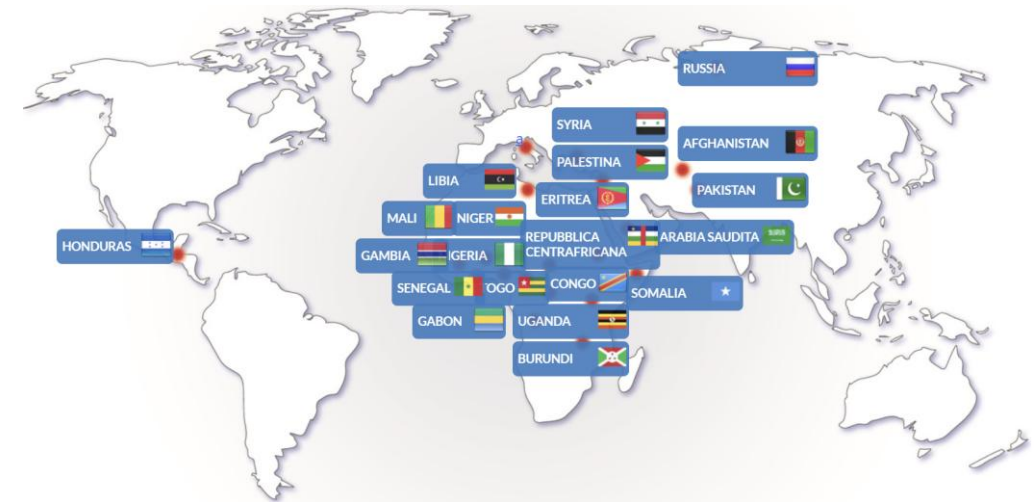 RUSSIA
SYRIA
AFGHANISTAN
PALESTINA
LIBIA
PAKISTAN
ERITREA
MALI
NIGER
HONDURAS
REPUBBLICA
CENTRAFRICANA
ARABIA SAUDITA
GAMBIA
IGERIA
SENEGAL
OGO
CONGO
SOMALIA
GABON
UGANDA
BURUNDI